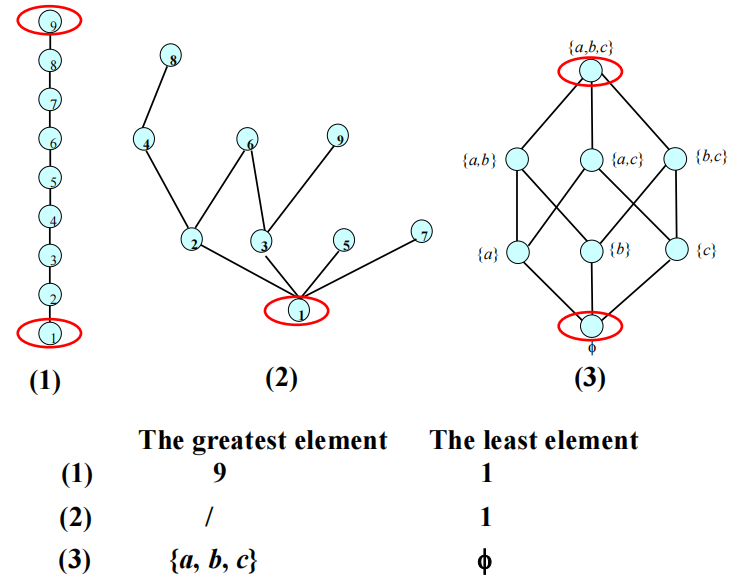 9
8
7
6
5
4
3
2
1
(1)
8
4 6 9
2 3 5 7
1
(2)
{a,b,c}
{a,b} {a,c} {b,c}
{a} {b} {c}
ϕ
(3)
The greatest element The least element
(1) 9 1
(2) / 1
(3) {a, b, c} ϕ